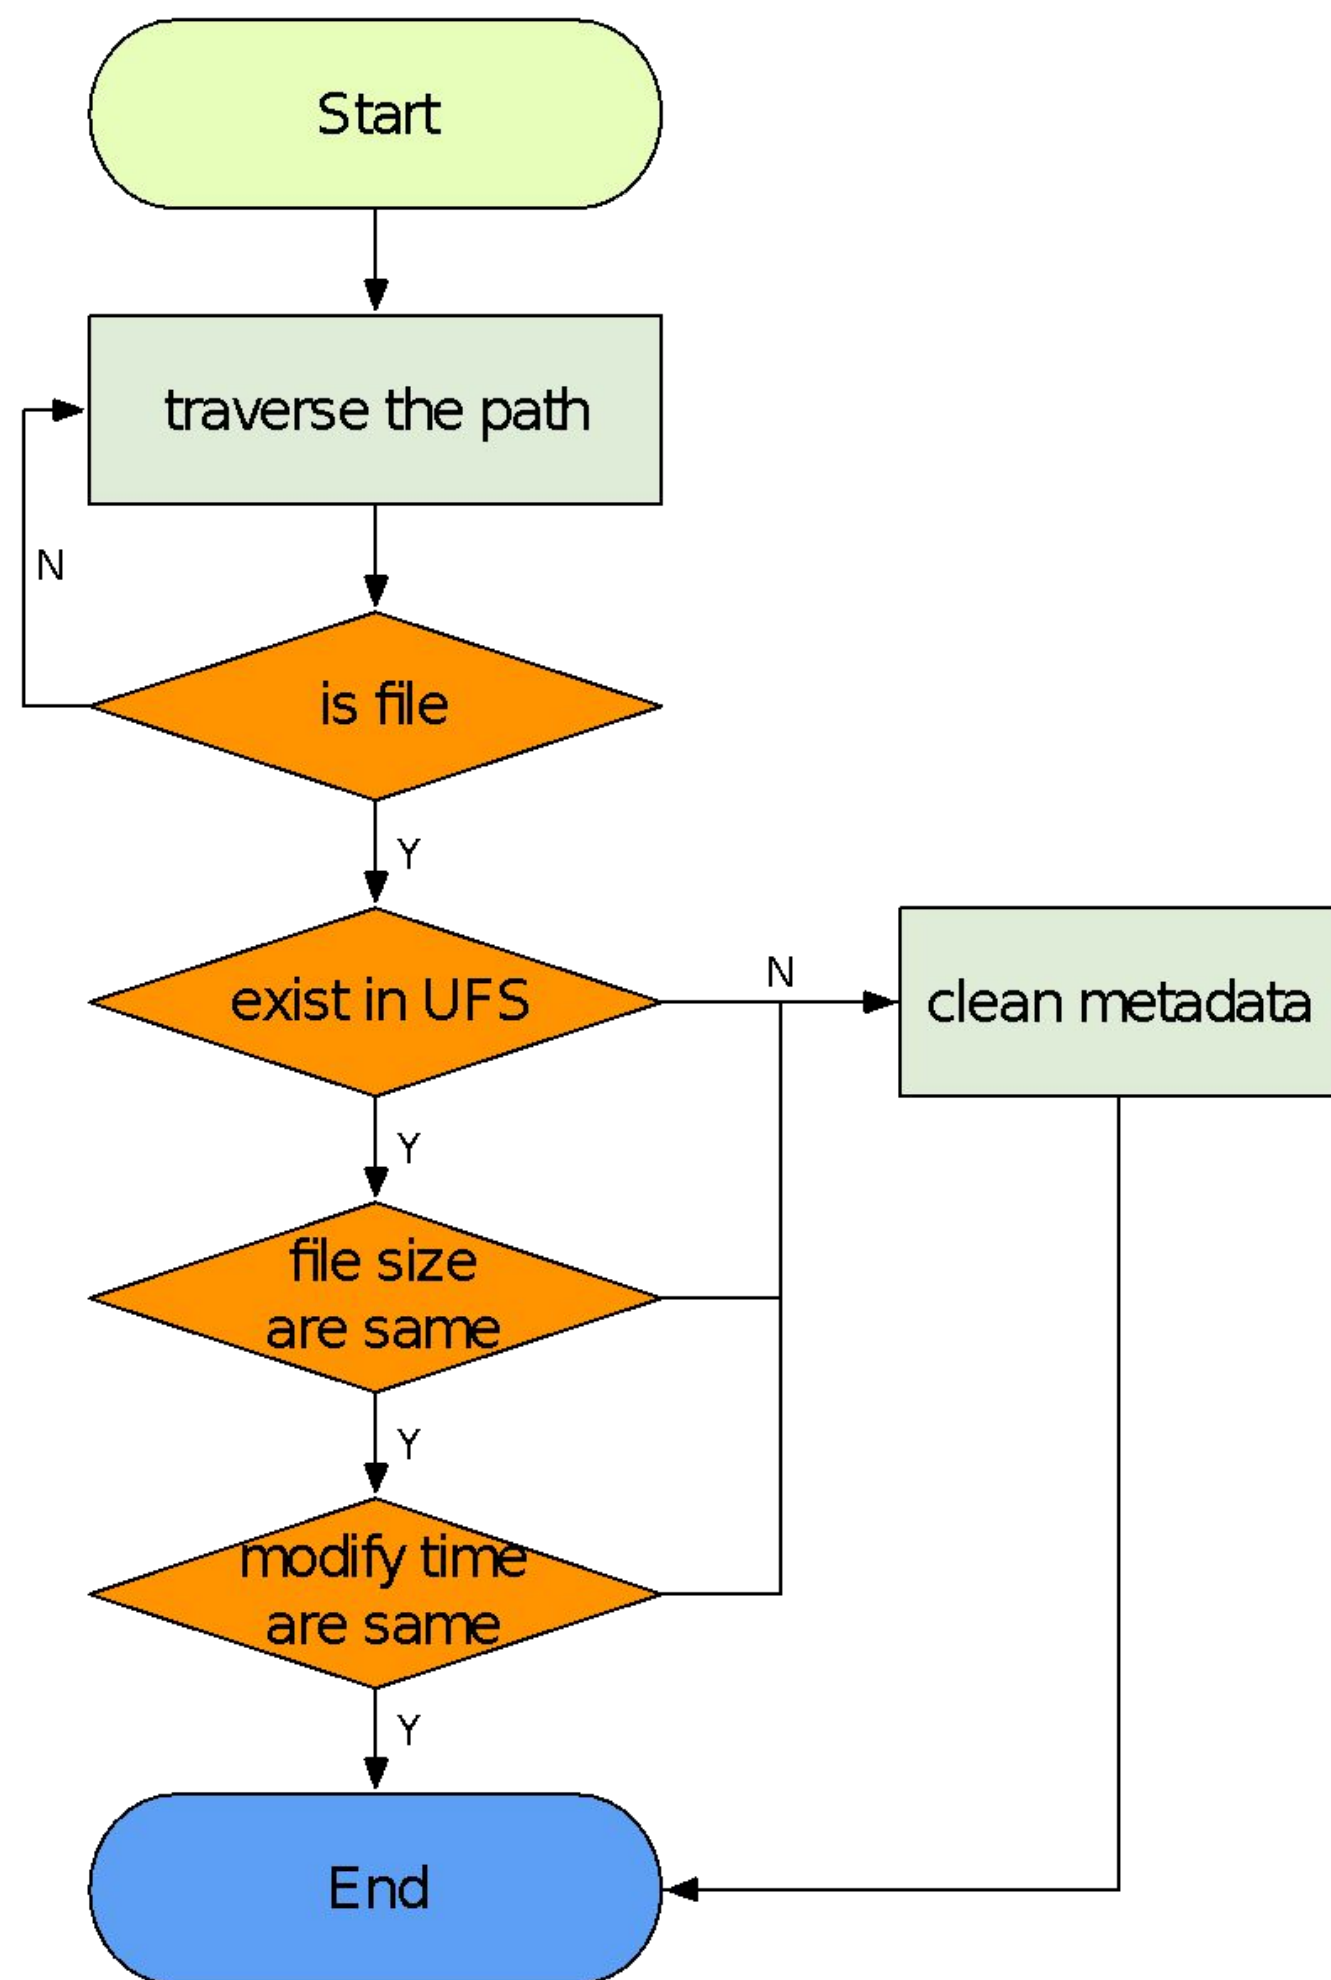 Start
traverse the path
N
is file
Y
N
exist in UFS
clean metadata
Y
file size
are same
Y
modify time
are same
Y
End